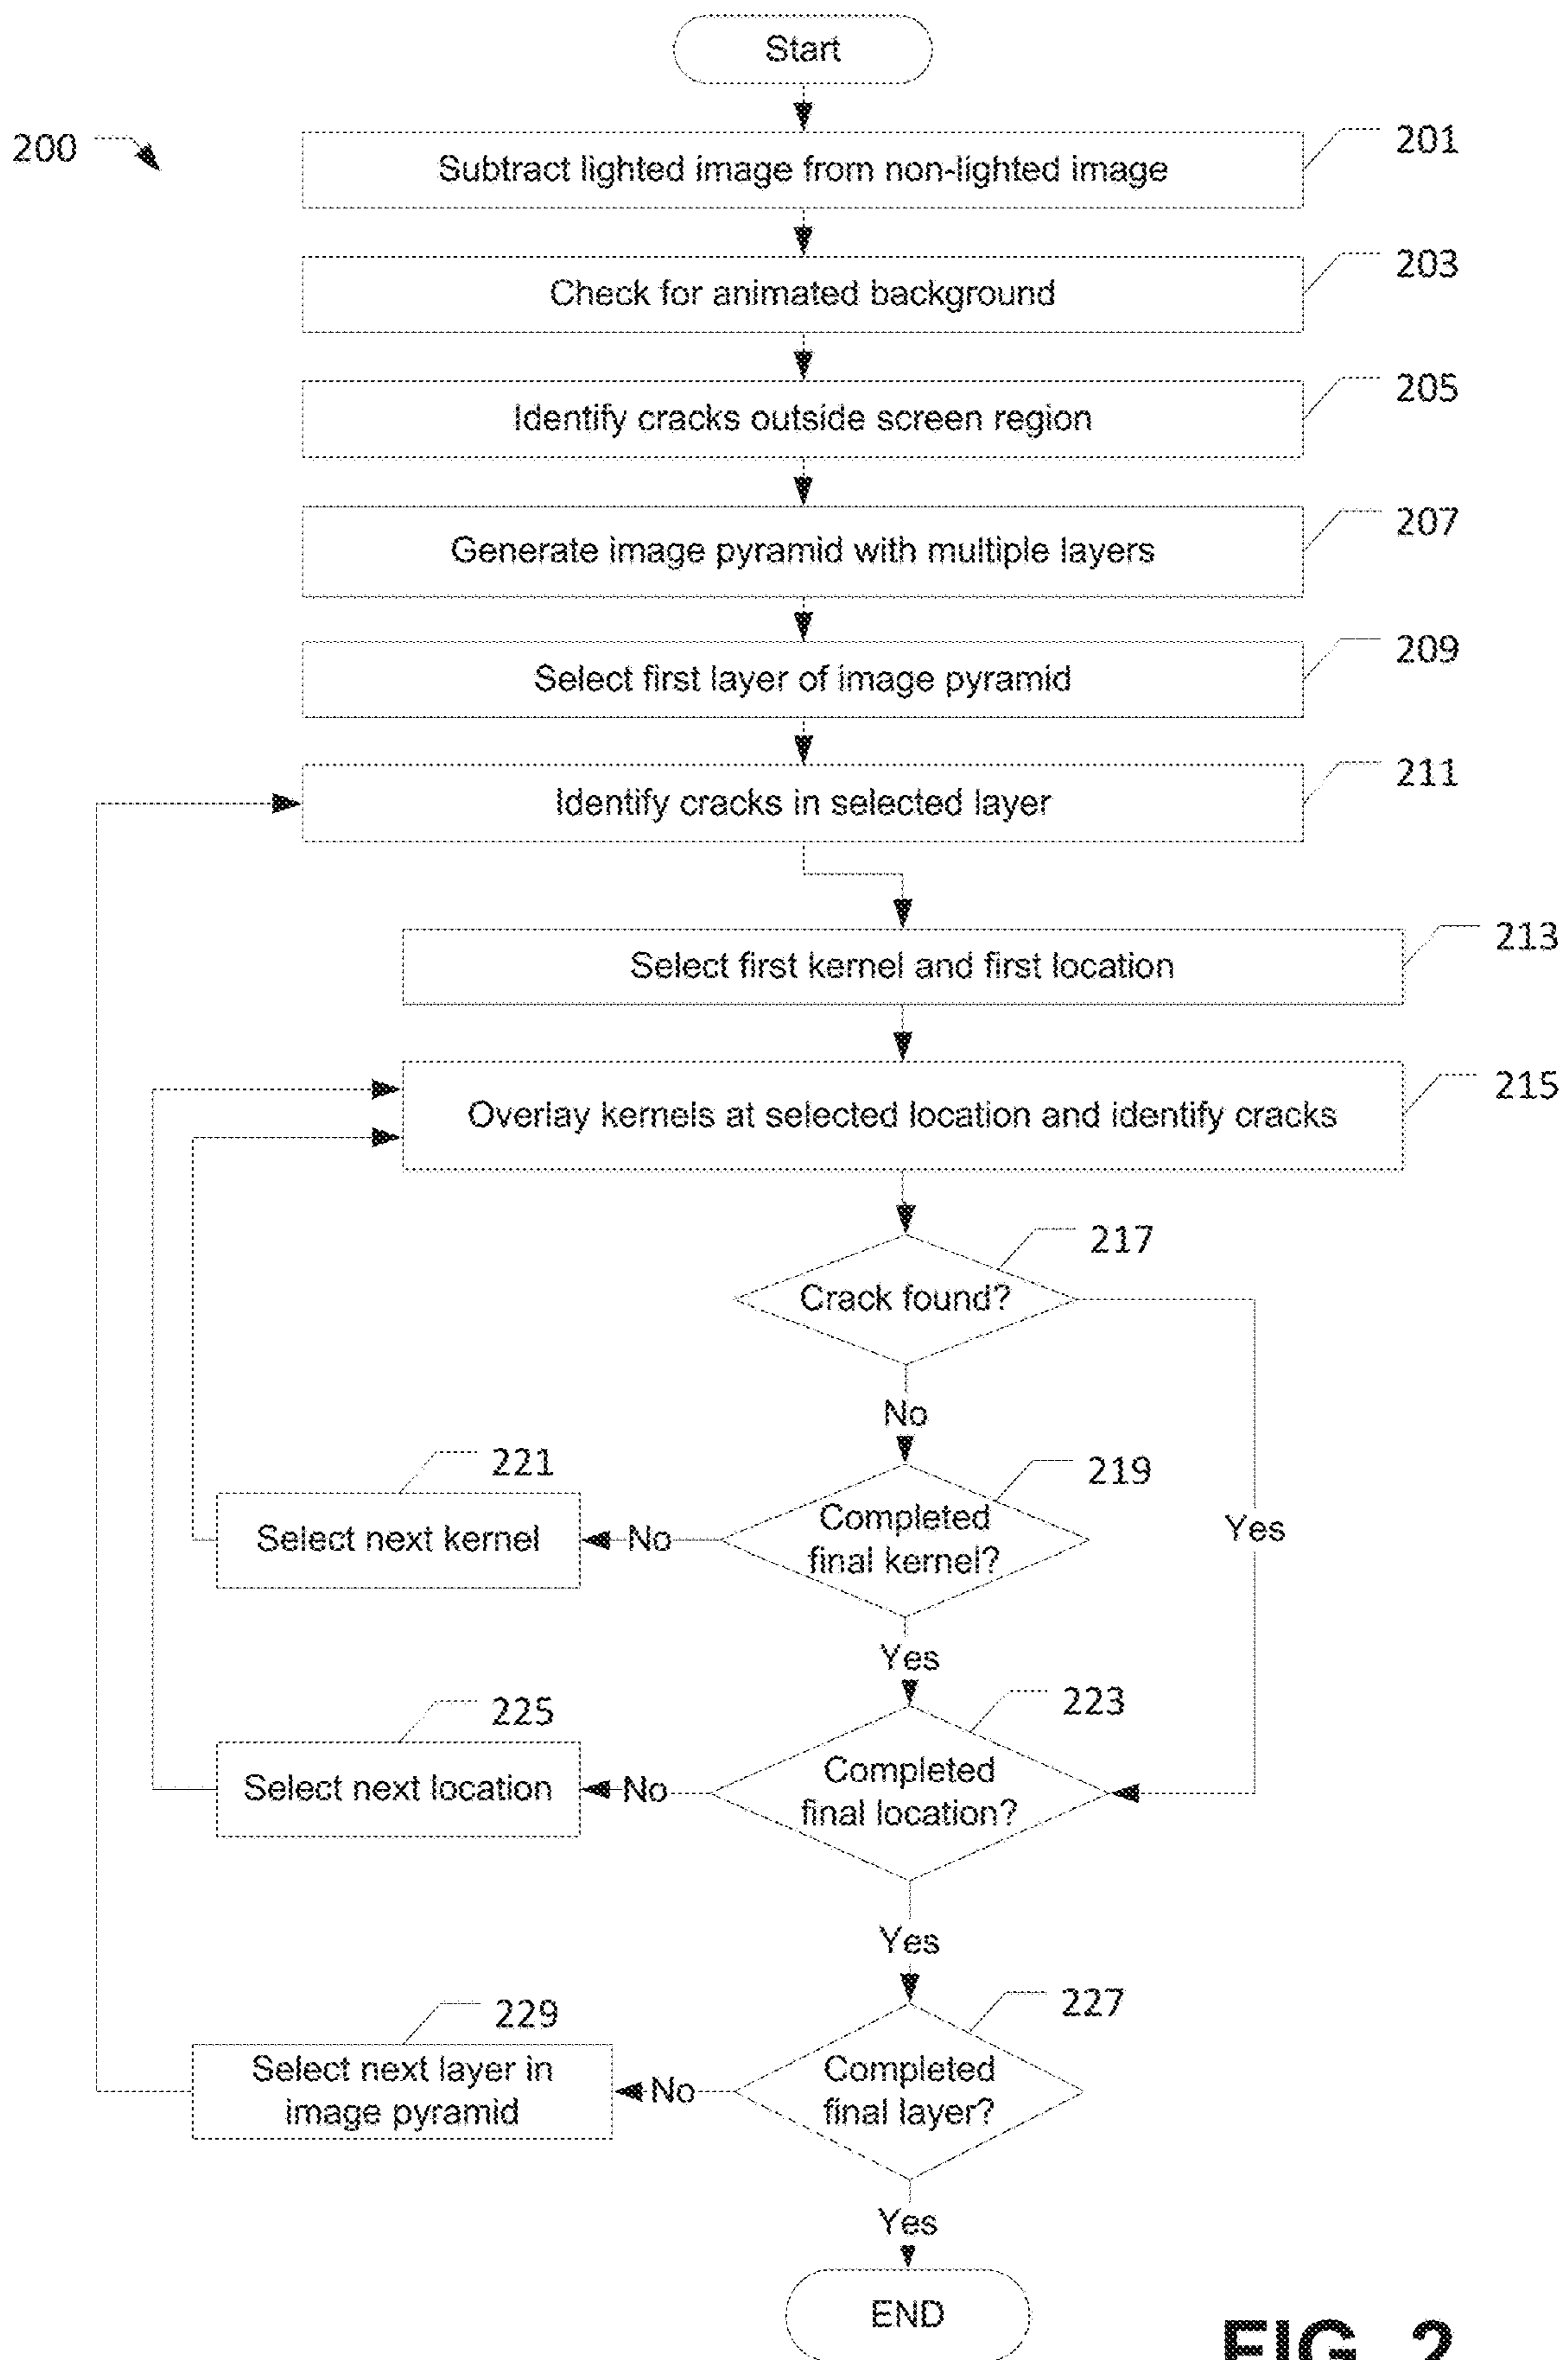 Start
200
Subtract lighted image from non-lighted image
201
Check for animated background
203
Identify cracks outside screen region
205
Generate image pyramid with multiple layers
207
Select first layer of image pyramid
209
Identify cracks in selected layer
211
Select first kernel and first location
213
Overlay kernels at selected location and identify cracks
215
Crack found?
217
No
Yes
Completed
final kernel?
219
No
Select next kernel
221
Yes
Completed
final location?
223
No
Select next location
225
Yes
Completed
final layer?
227
No
Select next layer in
image pyramid
229
Yes
END
FIG. 2